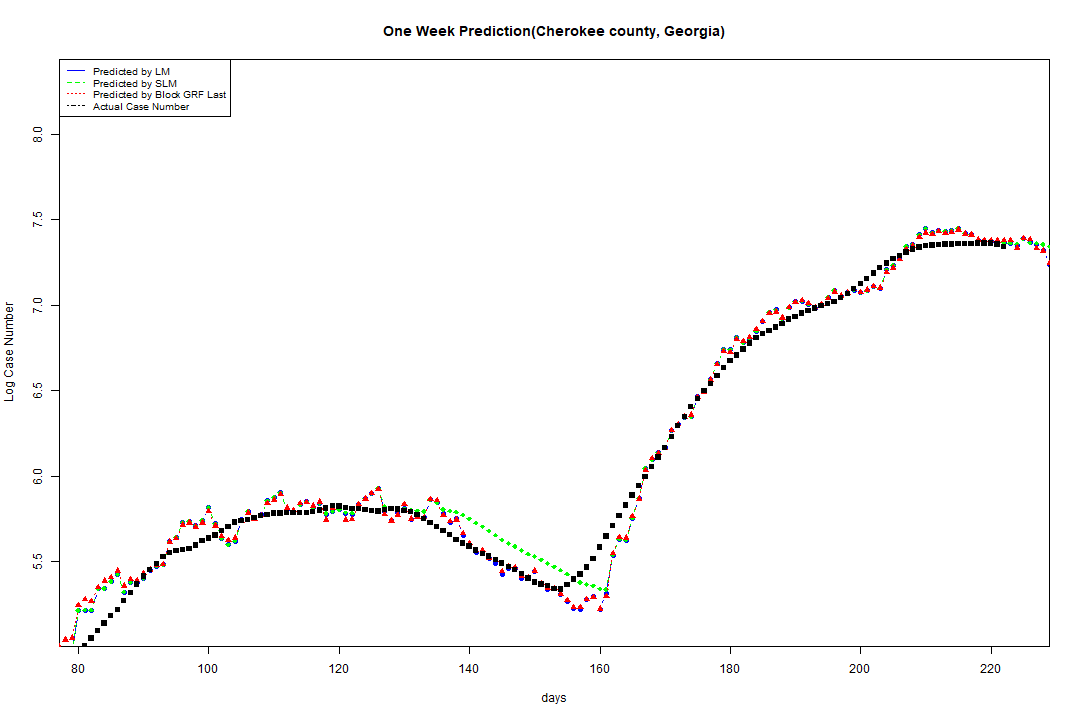 One Week Prediction(Cherokee county, Georgia)
Predicted by LM
Predicted by SLM
Predicted by Block GRF Last
Actual Case Number
Log Case Number
8.0
7.5
7.0
6.5
6.0
5.5
80 100 120 140 160 180 200 220
days